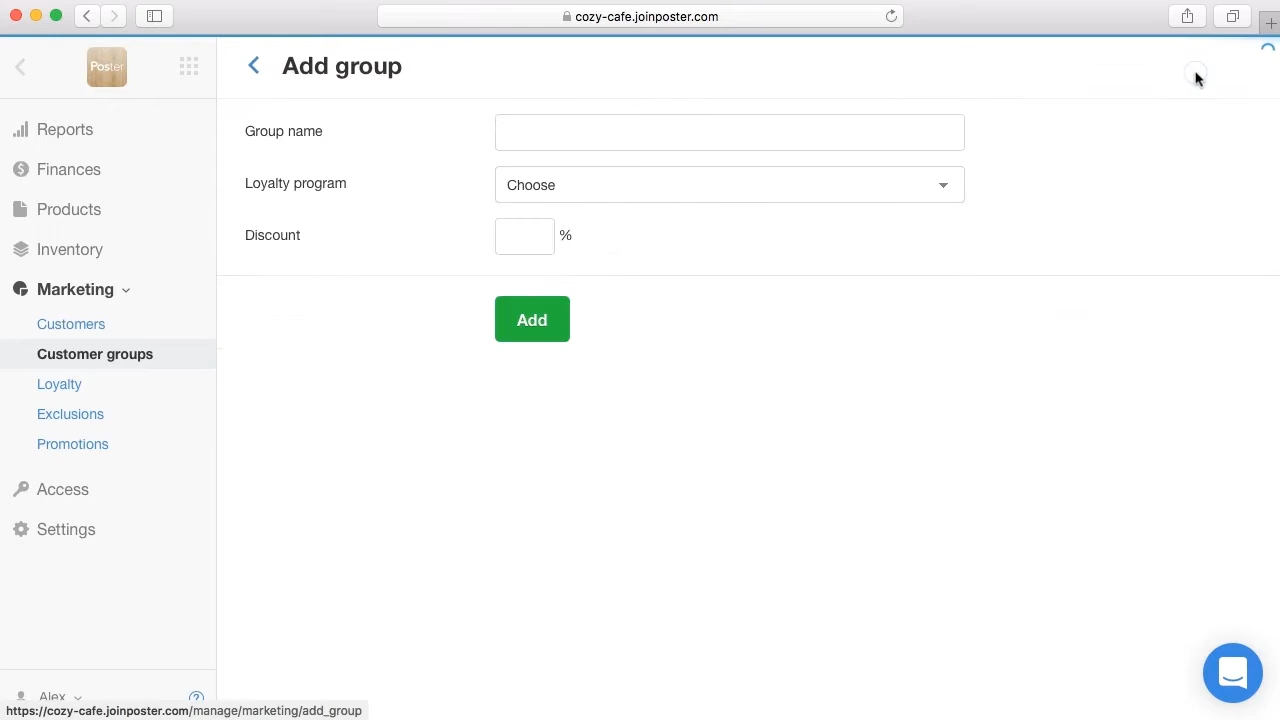 cozy-cafe.joinposter.com
Poster
Add group
Reports
Finances
Products
Inventory
Marketing
Customers
Customer groups
Loyalty
Exclusions
Promotions
Access
Settings
Group name
Loyalty program
Choose
Discount
%
Add
Alex
?
https://cozy-cafe.joinposter.com/manage/marketing/add_group